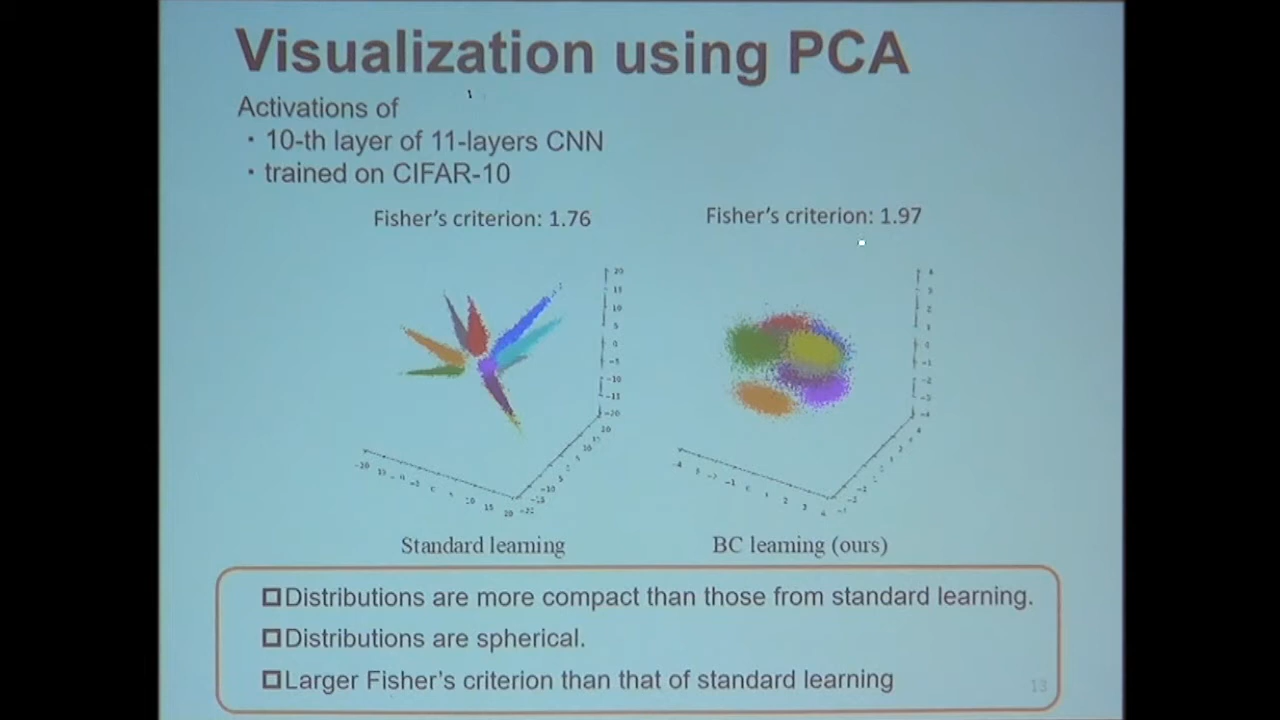 Visualization using PCA
Activations of
・10-th layer of 11-layers CNN
・trained on CIFAR-10
Fisher's criterion: 1.76
Fisher's criterion: 1.97
Standard learning
BC learning (ours)
Distributions are more compact than those from standard learning.
Distributions are spherical.
Larger Fisher's criterion than that of standard learning
13